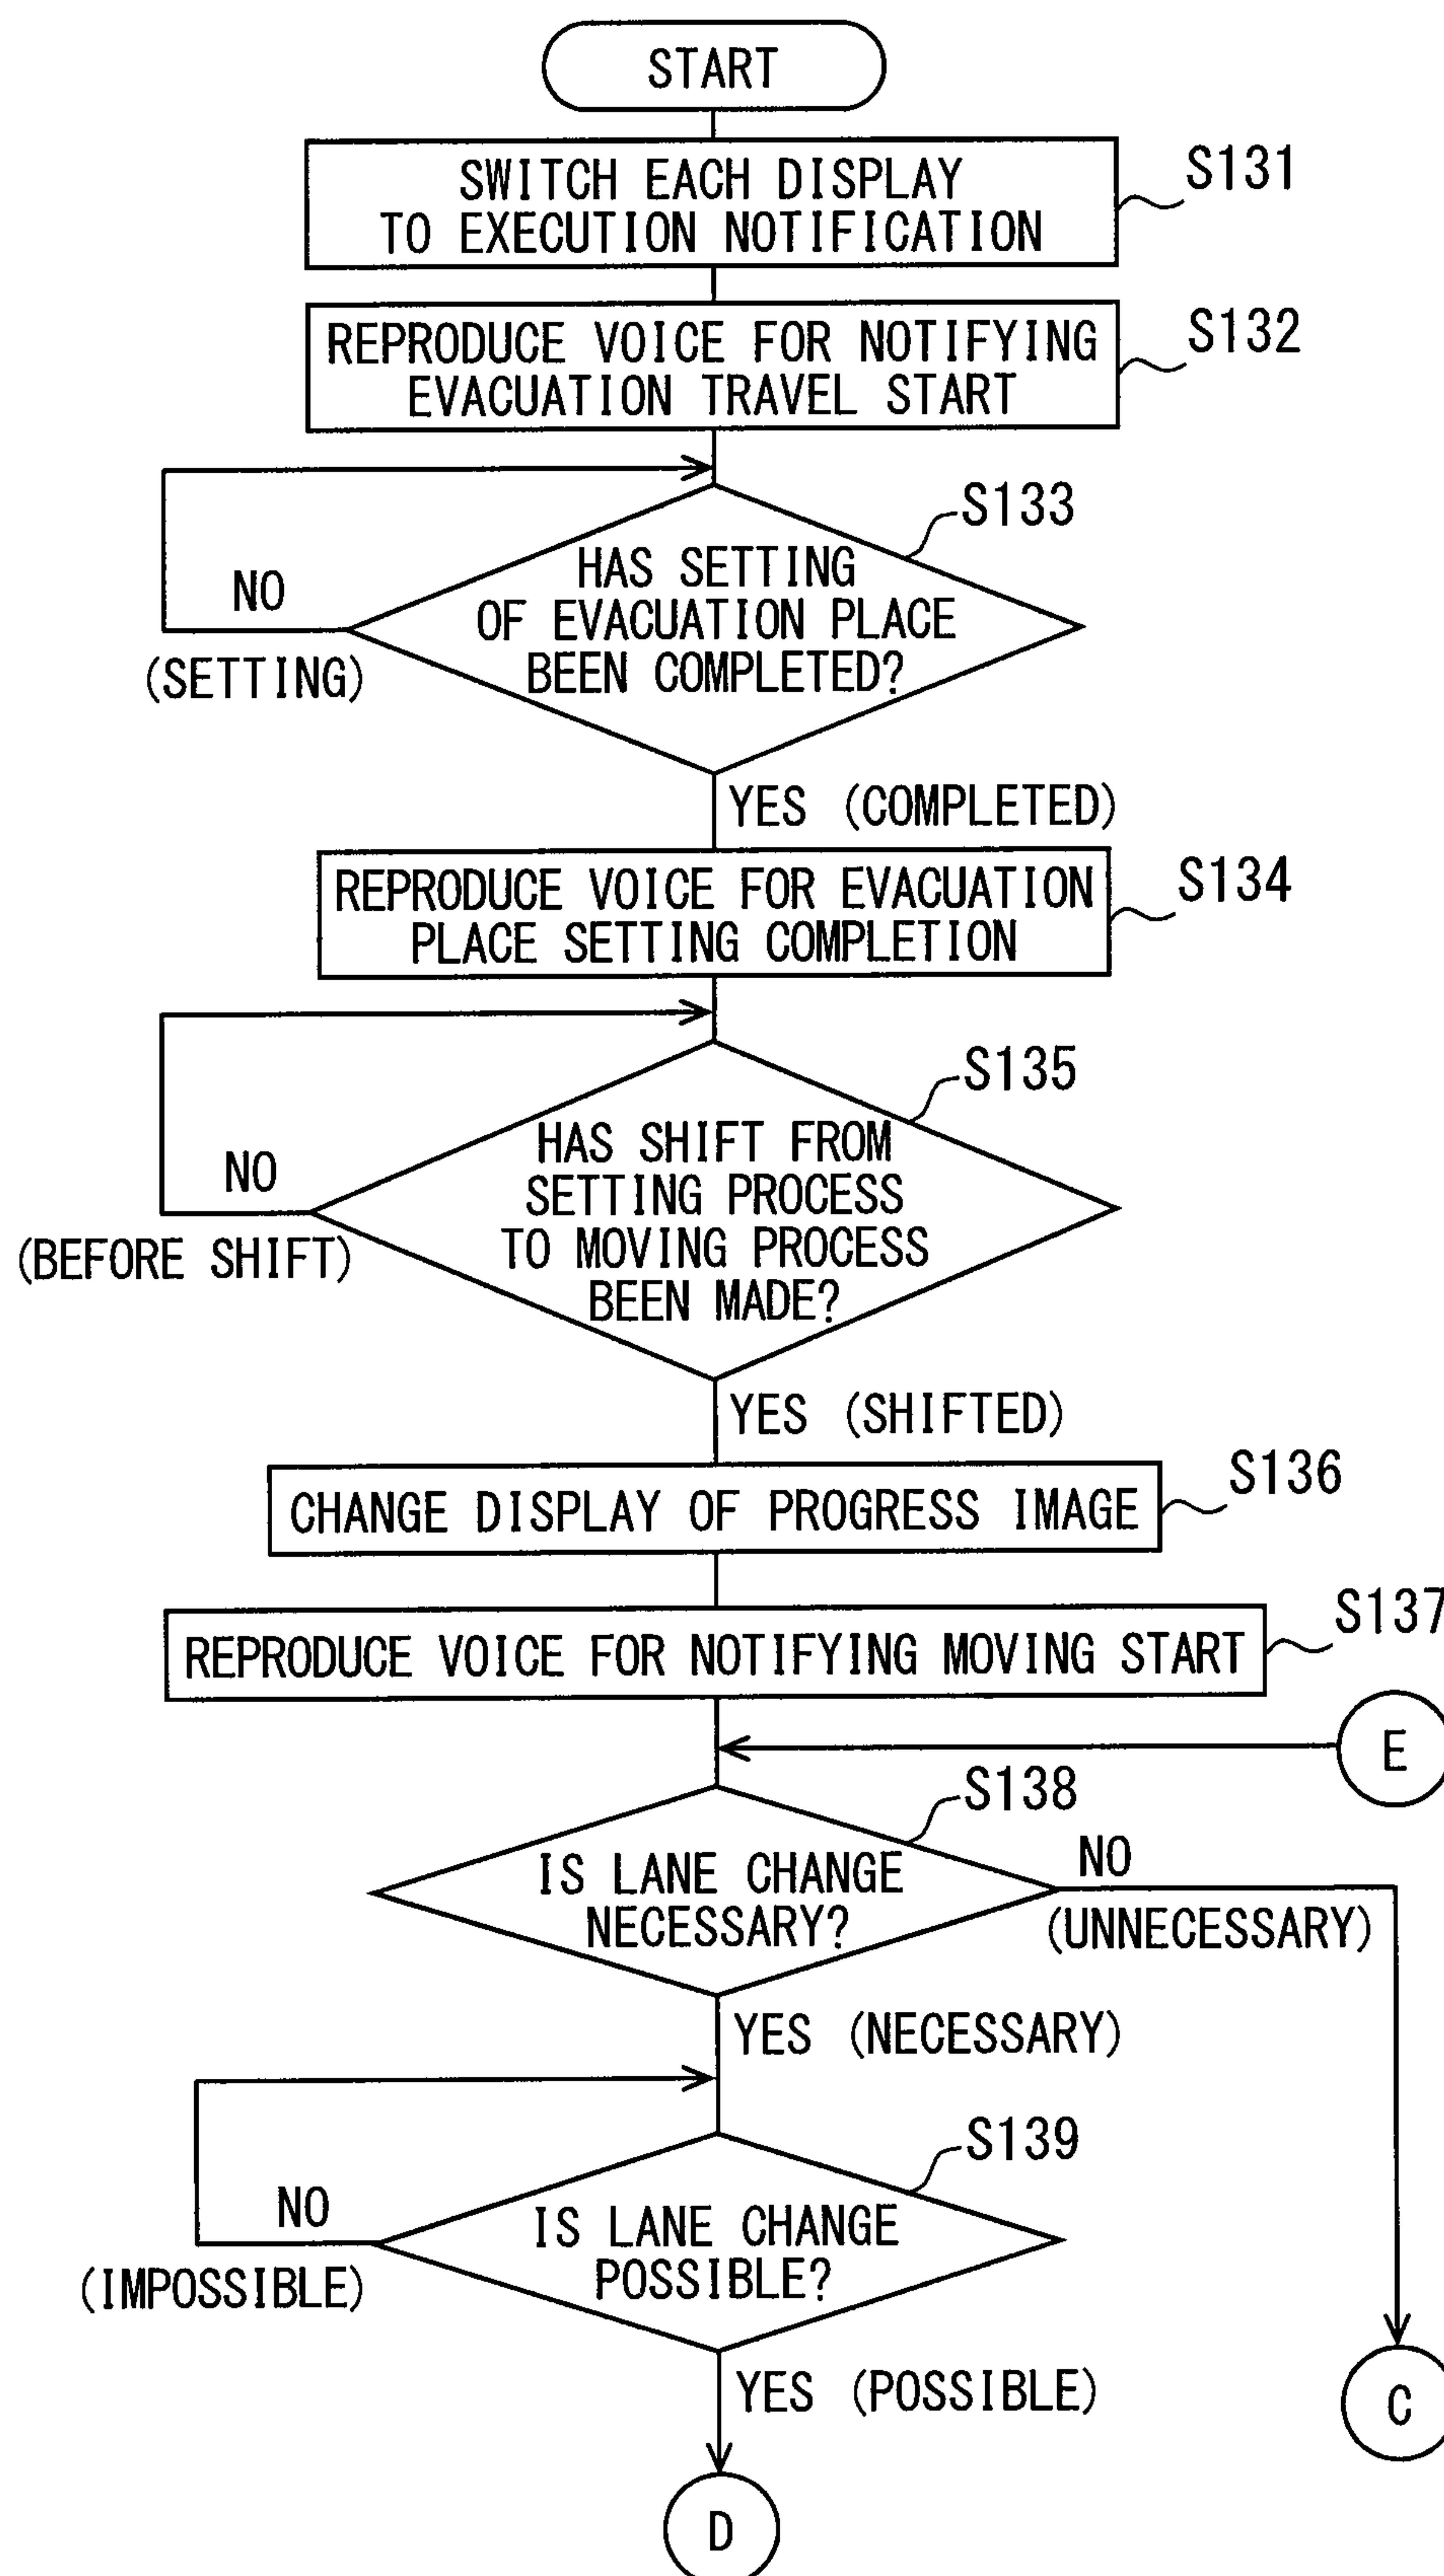 START
SWITCH EACH DISPLAY
TO EXECUTION NOTIFICATION
S131
REPRODUCE VOICE FOR NOTIFYING
EVACUATION TRAVEL START
S132
S133
HAS SETTING
OF EVACUATION PLACE
BEEN COMPLETED?
NO
(SETTING)
YES (COMPLETED)
REPRODUCE VOICE FOR EVACUATION
PLACE SETTING COMPLETION
S134
S135
HAS SHIFT FROM
SETTING PROCESS
TO MOVING PROCESS
BEEN MADE?
NO
(BEFORE SHIFT)
YES (SHIFTED)
CHANGE DISPLAY OF PROGRESS IMAGE
S136
REPRODUCE VOICE FOR NOTIFYING MOVING START
S137
E
S138
IS LANE CHANGE
NECESSARY?
NO
(UNNECESSARY)
YES (NECESSARY)
S139
IS LANE CHANGE
POSSIBLE?
NO
(IMPOSSIBLE)
YES (POSSIBLE)
C
D